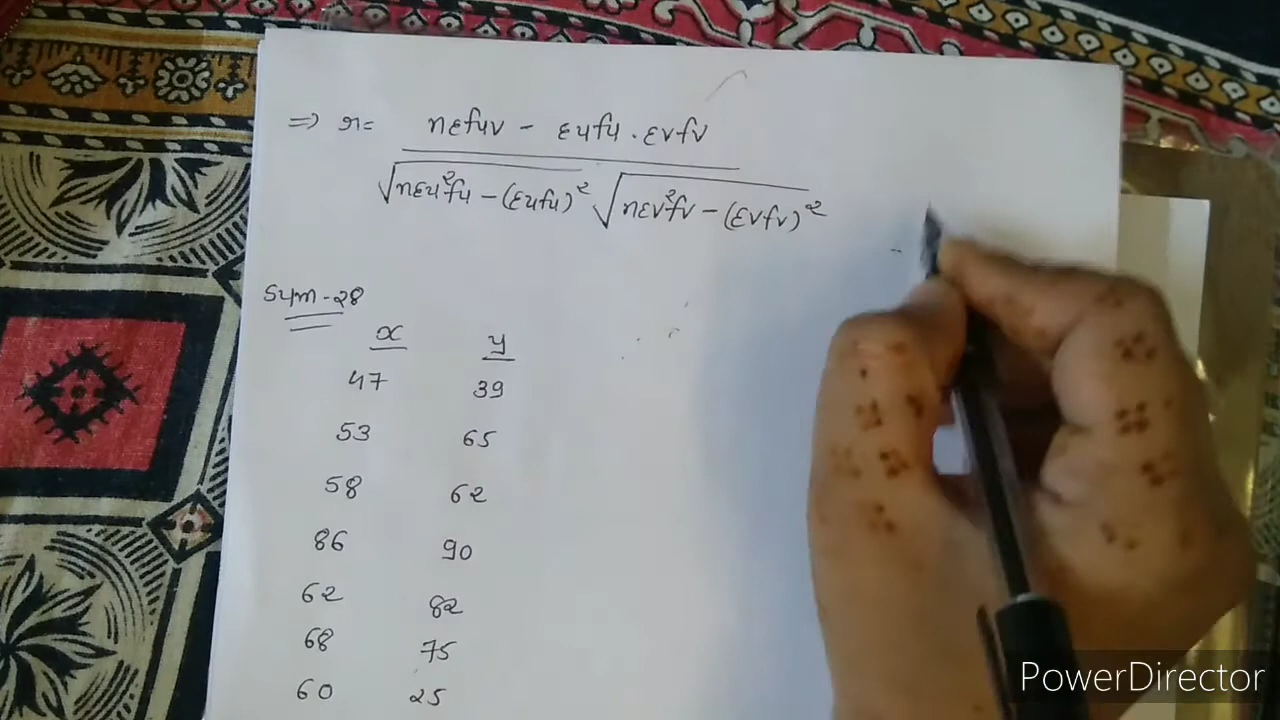 ⇒ r= nΣfuv - Σufu . Σvfv
√nΣu²fu - (Σufu)² √nΣv²fv - (Σvfv)²
Sum-28
x y
47 39
53 65
58 62
86 90
62 82
68 75
60 25
PowerDirector